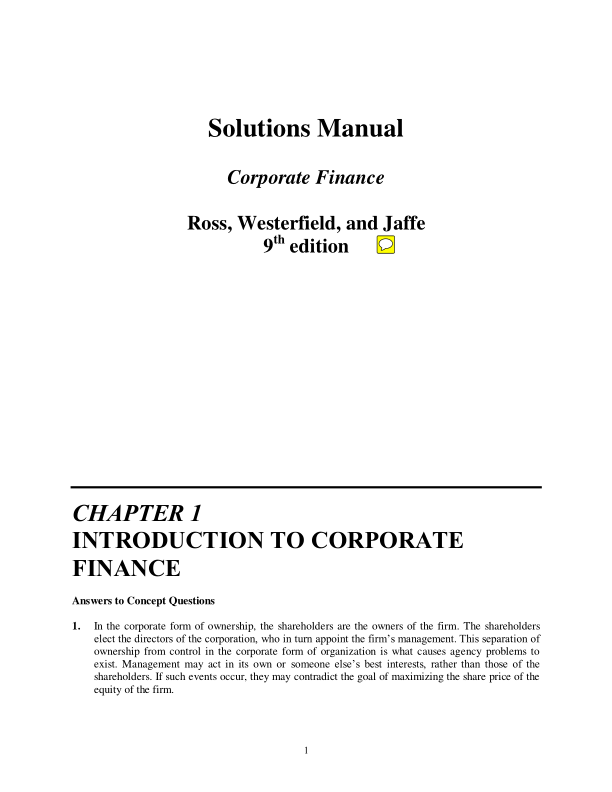 Solutions Manual
Corporate Finance
Ross, Westerfield, and Jaffe
9th edition
CHAPTER 1
INTRODUCTION TO CORPORATE
FINANCE
Answers to Concept Questions
1. In the corporate form of ownership, the shareholders are the owners of the firm. The shareholders
elect the directors of the corporation, who in turn appoint the firm’s management. This separation of
ownership from control in the corporate form of organization is what causes agency problems to
exist. Management may act in its own or someone else’s best interests, rather than those of the
shareholders. If such events occur, they may contradict the goal of maximizing the share price of the
equity of the firm.
1